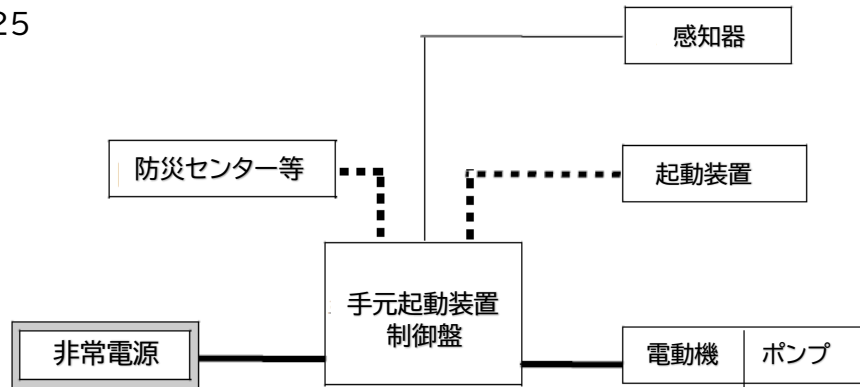 25
感知器
防災センター等
起動装置
手元起動装置
制御盤
非常電源
電動機
ポンプ